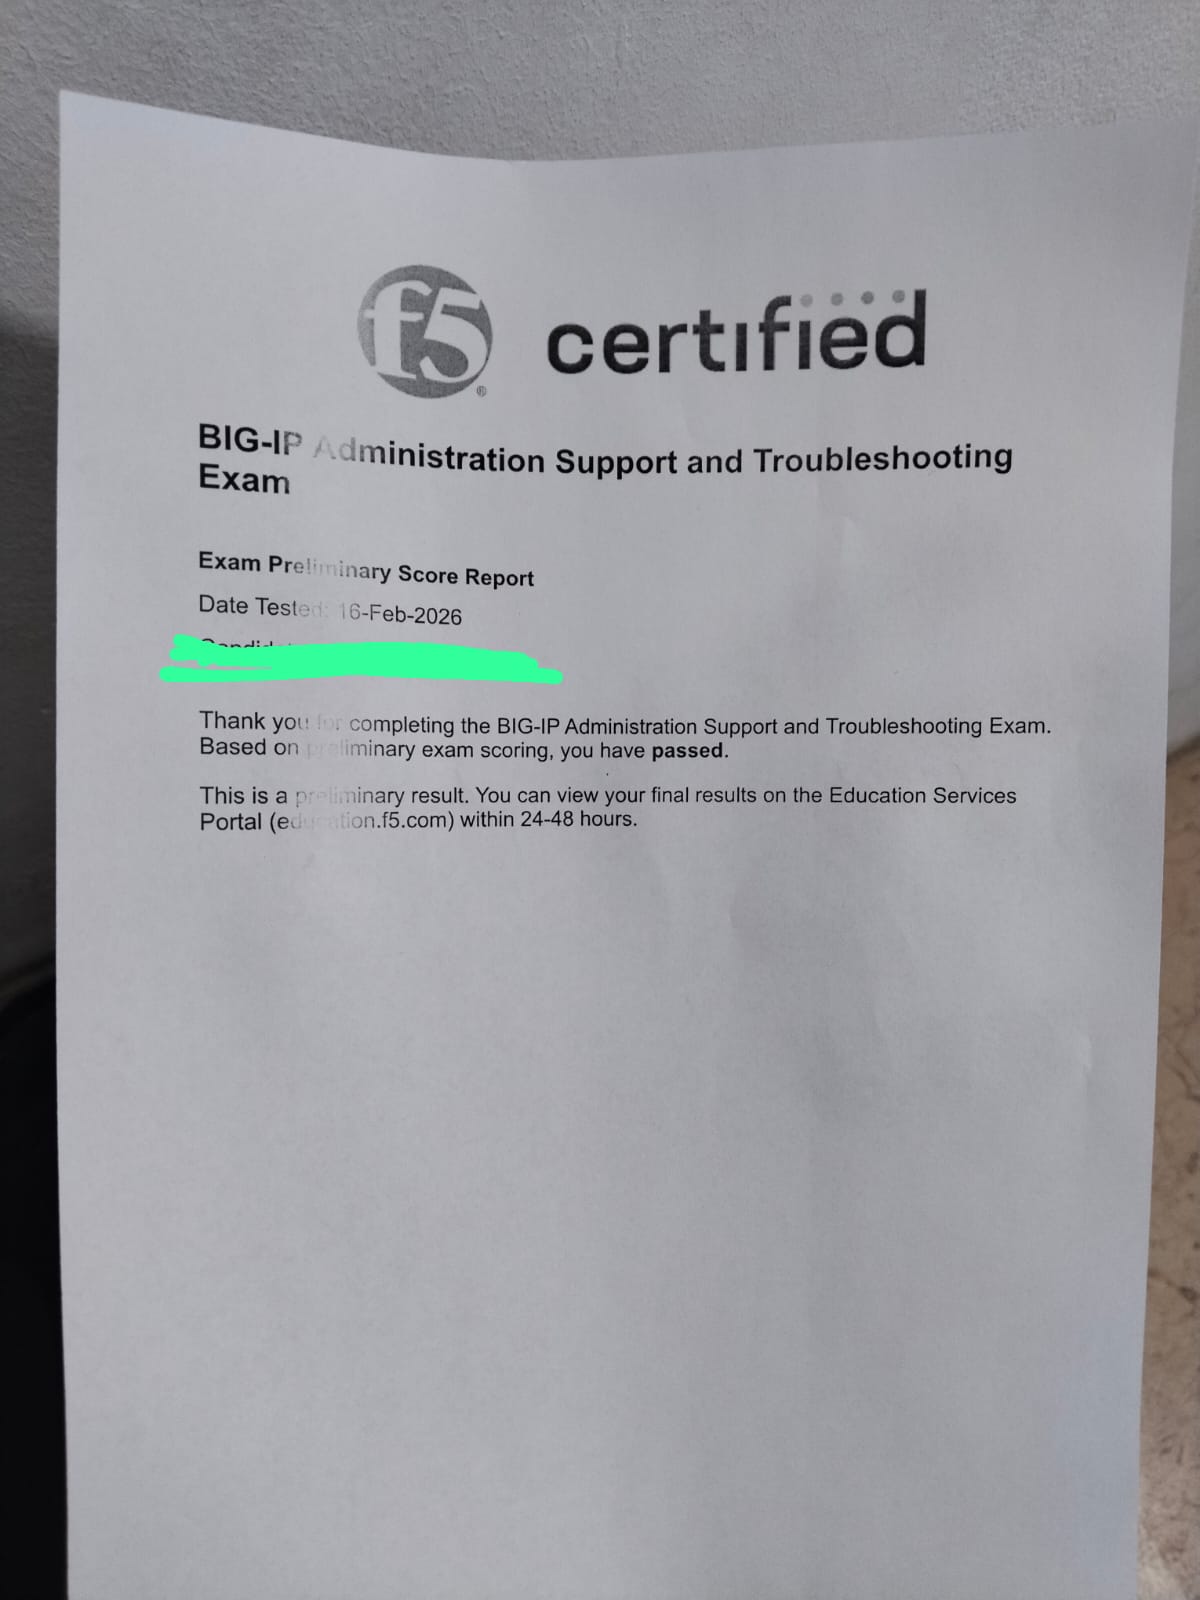 f5
®
certified
BIG-IP Administration Support and Troubleshooting
Exam
Exam Preliminary Score Report
Date Tested: 16-Feb-2026
Thank you for completing the BIG-IP Administration Support and Troubleshooting Exam.
Based on preliminary exam scoring, you have passed.
This is a preliminary result. You can view your final results on the Education Services
Portal (education.f5.com) within 24-48 hours.